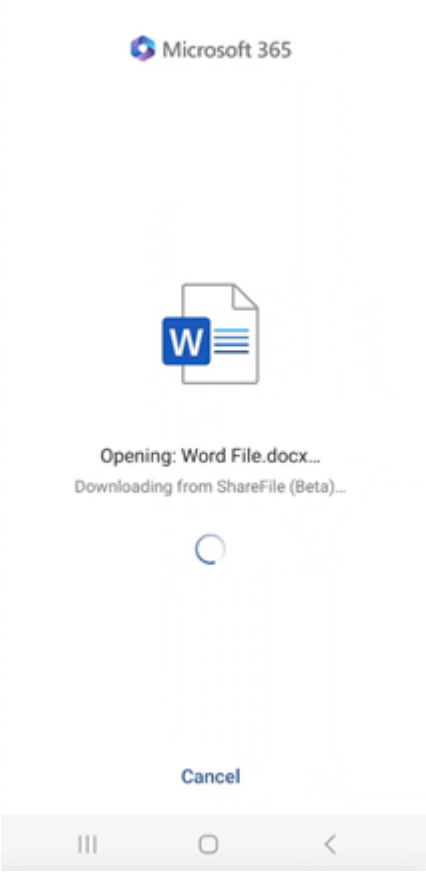 Microsoft 365
W
Opening: Word File.docx...
Downloading from ShareFile (Beta)...
Cancel